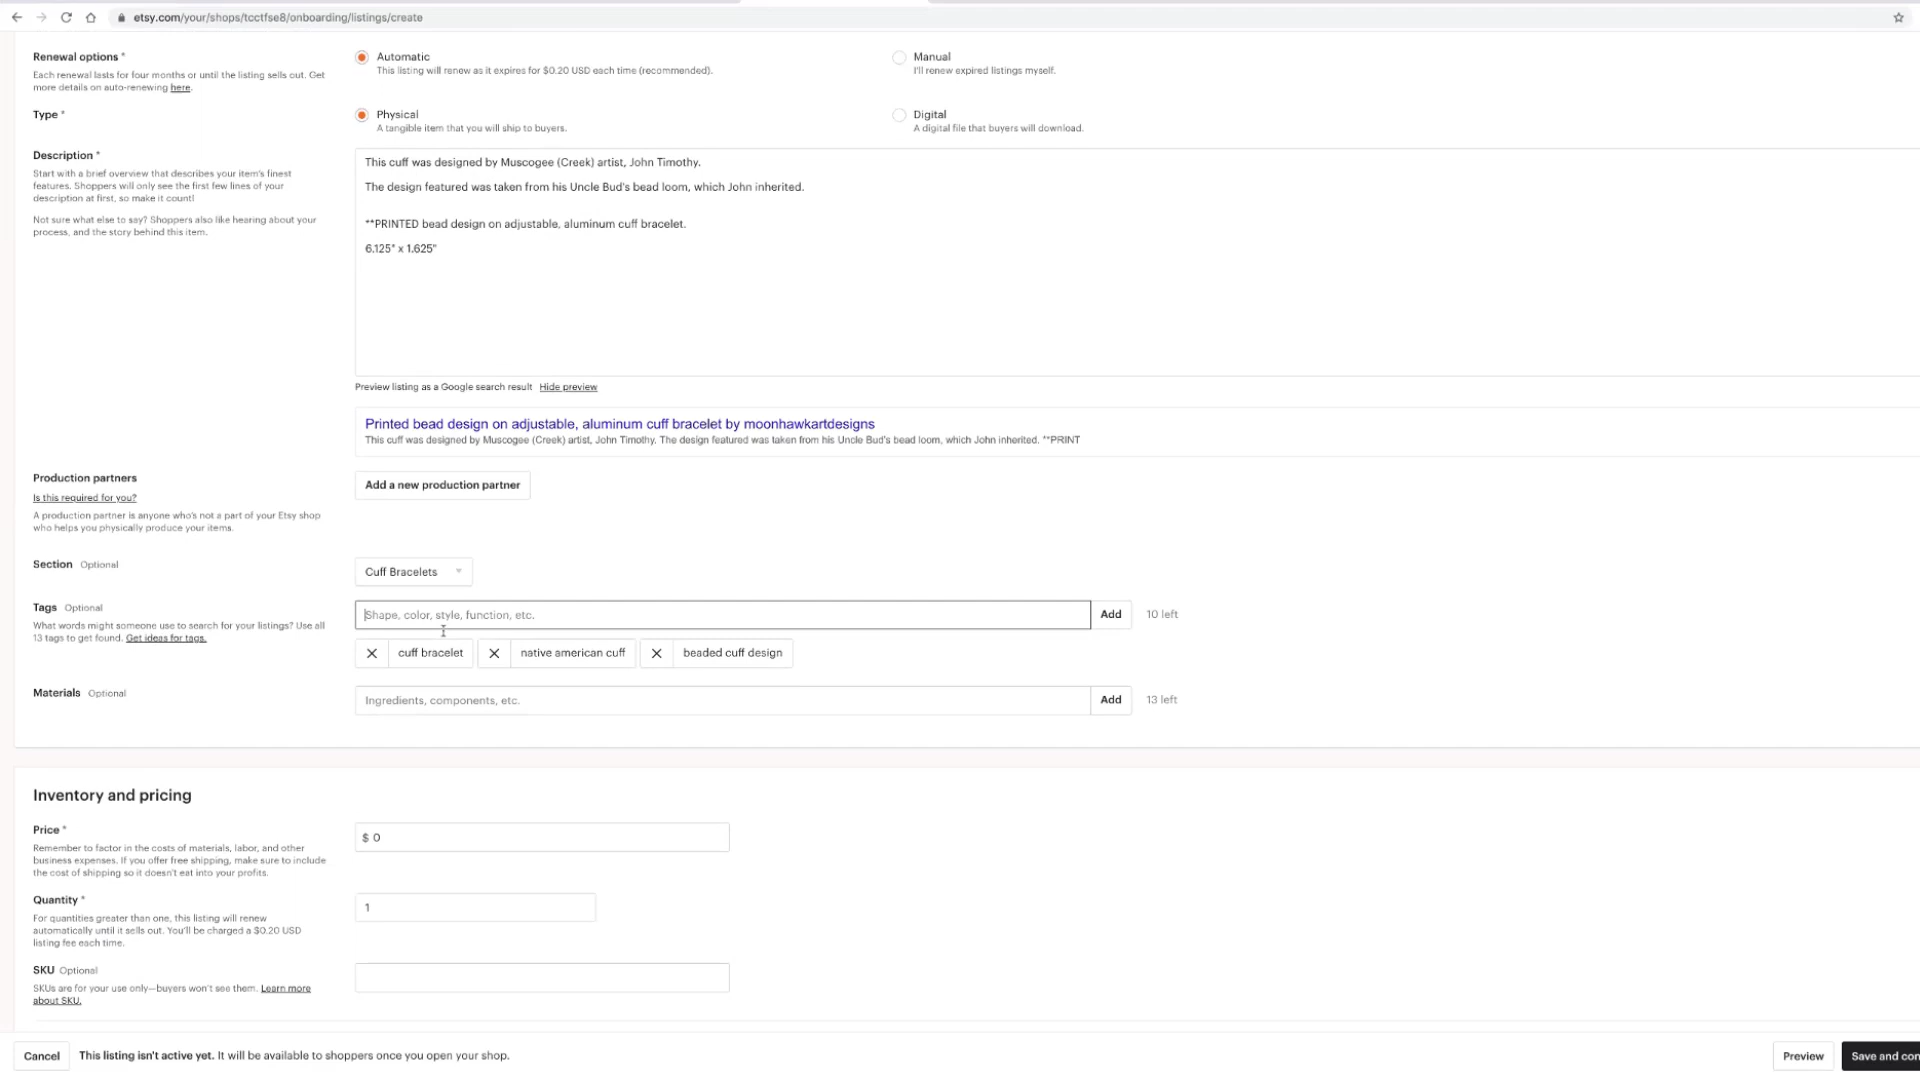 etsy.com/your/shops/tcctfse8/onboarding/listings/create
Renewal options *
Each renewal lasts for four months or until the listing sells out. Get
more details on auto-renewing here.
Automatic
This listing will renew as it expires for $0.20 USD each time (recommended).
Manual
I'll renew expired listings myself.
Type *
Physical
A tangible item that you will ship to buyers.
Digital
A digital file that buyers will download.
Description *
Start with a brief overview that describes your item's finest
features. Shoppers will only see the first few lines of your
description at first, so make it count!
Not sure what else to say? Shoppers also like hearing about your
process, and the story behind this item.
This cuff was designed by Muscogee (Creek) artist, John Timothy.
The design featured was taken from his Uncle Bud's bead loom, which John inherited.
**PRINTED bead design on adjustable, aluminum cuff bracelet.
6.125" x 1.625"
Preview listing as a Google search result Hide preview
Printed bead design on adjustable, aluminum cuff bracelet by moonhawkartdesigns
This cuff was designed by Muscogee (Creek) artist, John Timothy. The design featured was taken from his Uncle Bud's bead loom, which John inherited. **PRINT
Production partners
Is this required for you?
A production partner is anyone who's not a part of your Etsy shop
who helps you physically produce your items.
Add a new production partner
Section Optional
Cuff Bracelets
Tags Optional
What words might someone use to search for your listings? Use all
13 tags to get found. Get ideas for tags.
Shape, color, style, function, etc.
Add
10 left
cuff bracelet
native american cuff
beaded cuff design
Materials Optional
Ingredients, components, etc.
Add
13 left
Inventory and pricing
Price *
Remember to factor in the costs of materials, labor, and other
business expenses. If you offer free shipping, make sure to include
the cost of shipping so it doesn't eat into your profits.
$ 0
Quantity *
For quantities greater than one, this listing will renew
automatically until it sells out. You'll be charged a $0.20 USD
listing fee each time.
1
SKU Optional
SKUs are for your use only—buyers won't see them. Learn more
about SKU.
Cancel
This listing isn't active yet. It will be available to shoppers once you open your shop.
Preview
Save and con